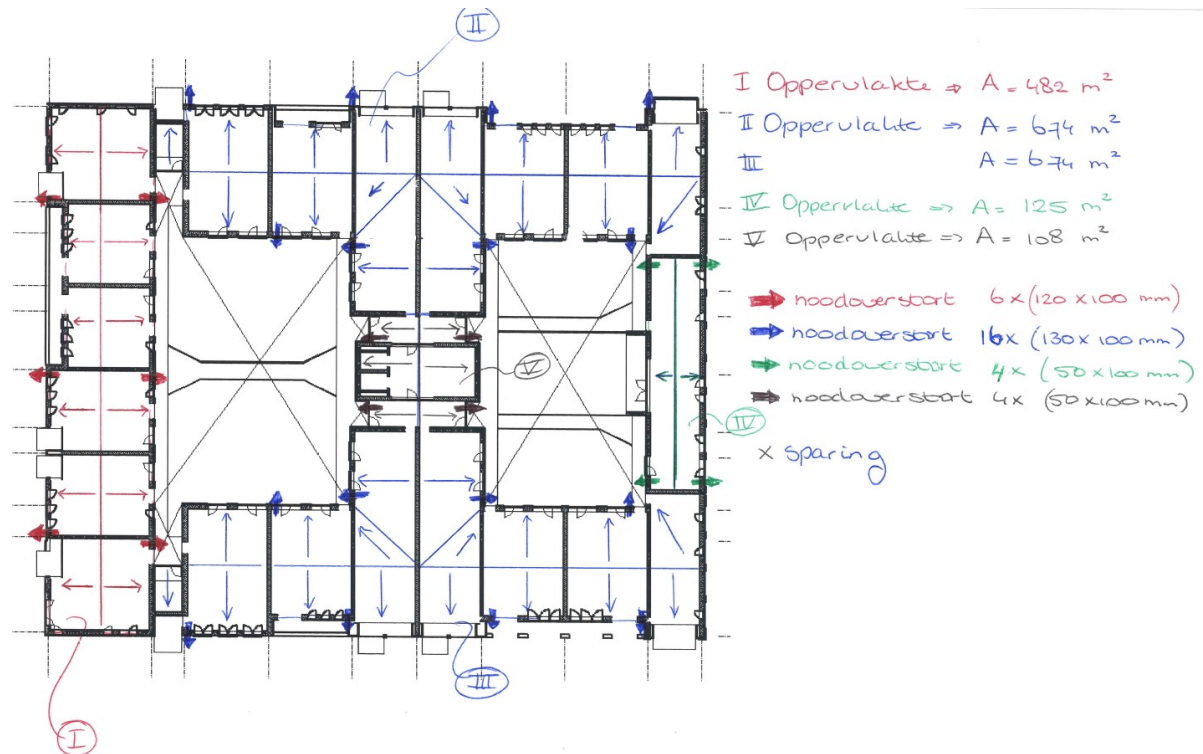 II
I Oppervlakte ⇒ A = 482 m²
II Oppervlakte ⇒ A = 674 m²
III A = 674 m²
IV Oppervlakte ⇒ A = 125 m²
V Oppervlakte ⇒ A = 108 m²
noodoverstort 6x (120 x 100 mm)
noodoverstort 16x (130 x 100 mm)
noodoverstort 4x (50 x 100 mm)
noodoverstort 4x (50 x 100 mm)
V
IV
x sparing
III
I